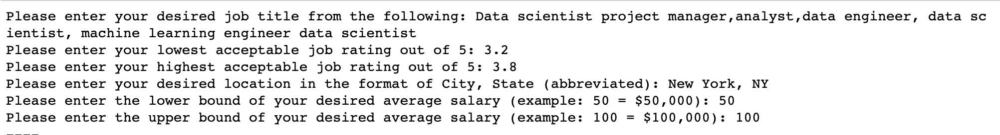 Please enter your desired job title from the following: Data scientist project manager,analyst,data engineer, data sc
ientist, machine learning engineer data scientist
Please enter your lowest acceptable job rating out of 5: 3.2
Please enter your highest acceptable job rating out of 5: 3.8
Please enter your desired location in the format of City, State (abbreviated): New York, NY
Please enter the lower bound of your desired average salary (example: 50 = $50,000): 50
Please enter the upper bound of your desired average salary (example: 100 = $100,000): 100
----